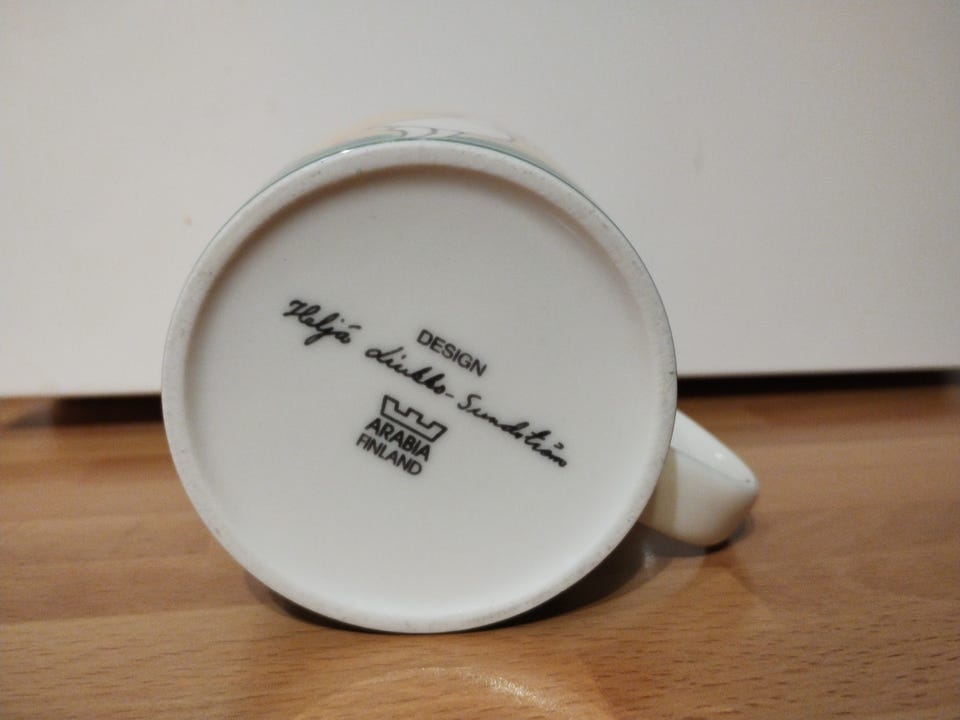 DESIGN
Heljä Liukko-Sundström
ARABIA
FINLAND